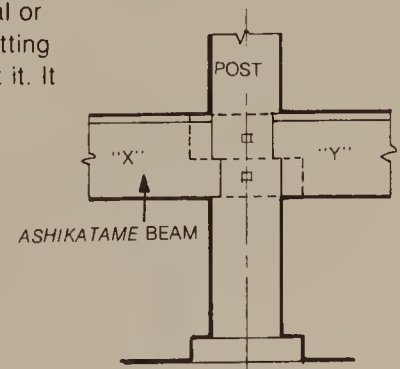 al or
tting
t it. It
POST
"X"
"Y"
ASHIKATAME BEAM